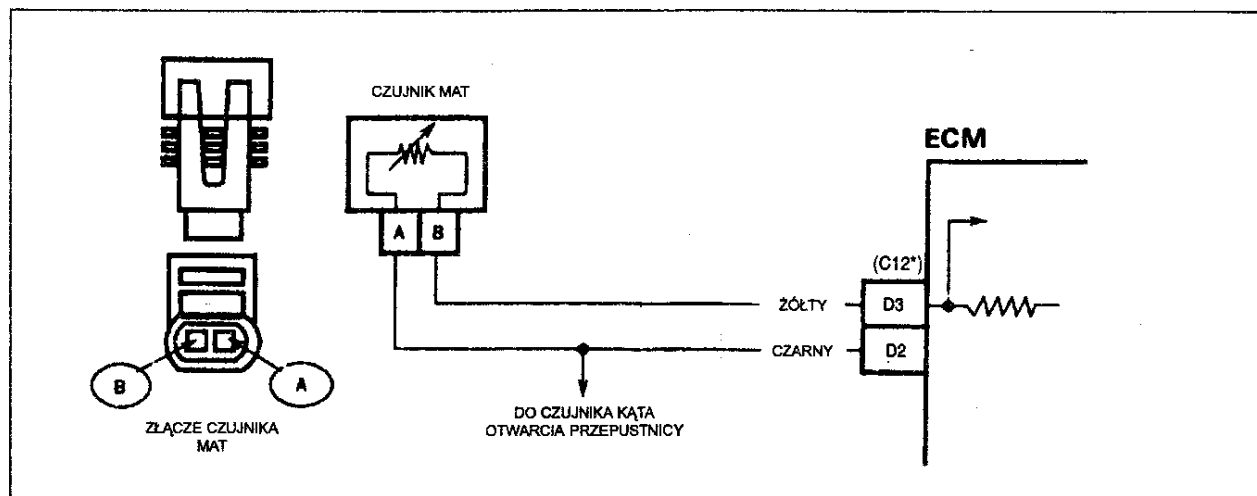 CZUJNIK MAT
ECM
A B
(C12*)
ŻÓŁTY
D3
CZARNY
D2
B
A
ZŁĄCZE CZUJNIKA
MAT
DO CZUJNIKA KĄTA
OTWARCIA PRZEPUSTNICY